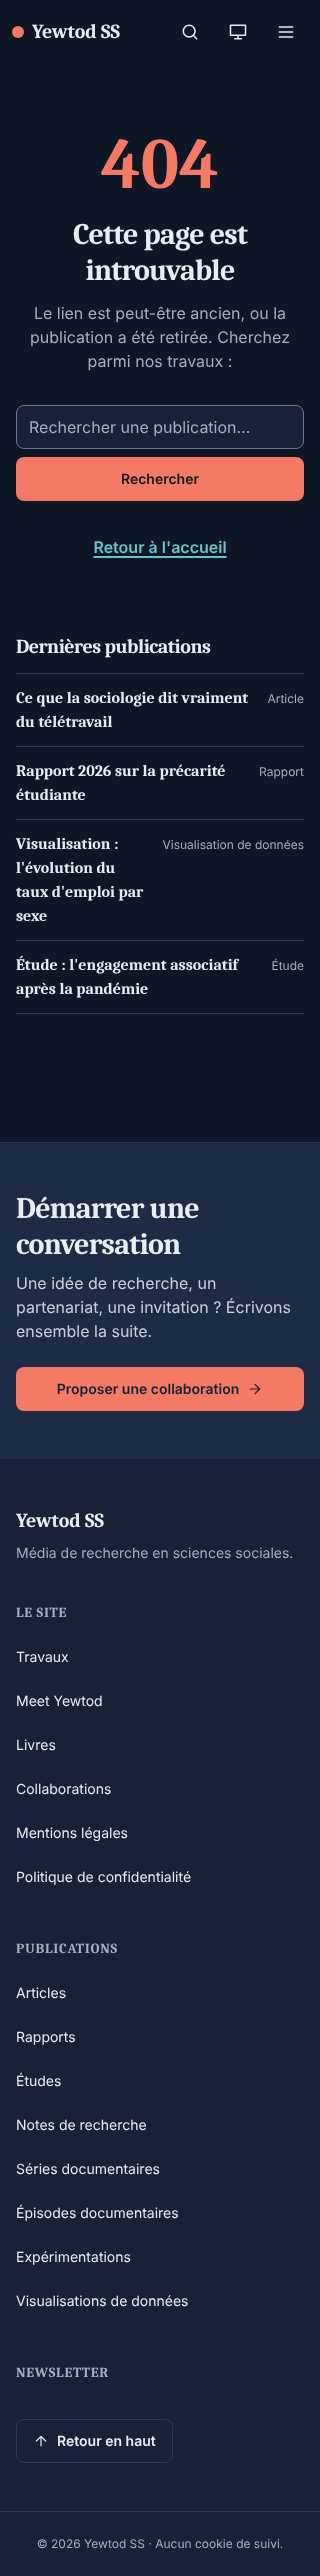 Yewtod SS
404
Cette page est
introuvable
Le lien est peut-être ancien, ou la
publication a été retirée. Cherchez
parmi nos travaux :
Rechercher une publication...
Rechercher
Retour à l'accueil
Dernières publications
Ce que la sociologie dit vraiment
du télétravail
Article
Rapport 2026 sur la précarité
étudiante
Rapport
Visualisation :
l'évolution du
taux d'emploi par
sexe
Visualisation de données
Étude : l'engagement associatif
après la pandémie
Étude
Démarrer une
conversation
Une idée de recherche, un
partenariat, une invitation ? Écrivons
ensemble la suite.
Proposer une collaboration
Yewtod SS
Média de recherche en sciences sociales.
LE SITE
Travaux
Meet Yewtod
Livres
Collaborations
Mentions légales
Politique de confidentialité
PUBLICATIONS
Articles
Rapports
Études
Notes de recherche
Séries documentaires
Épisodes documentaires
Expérimentations
Visualisations de données
NEWSLETTER
Retour en haut
© 2026 Yewtod SS · Aucun cookie de suivi.